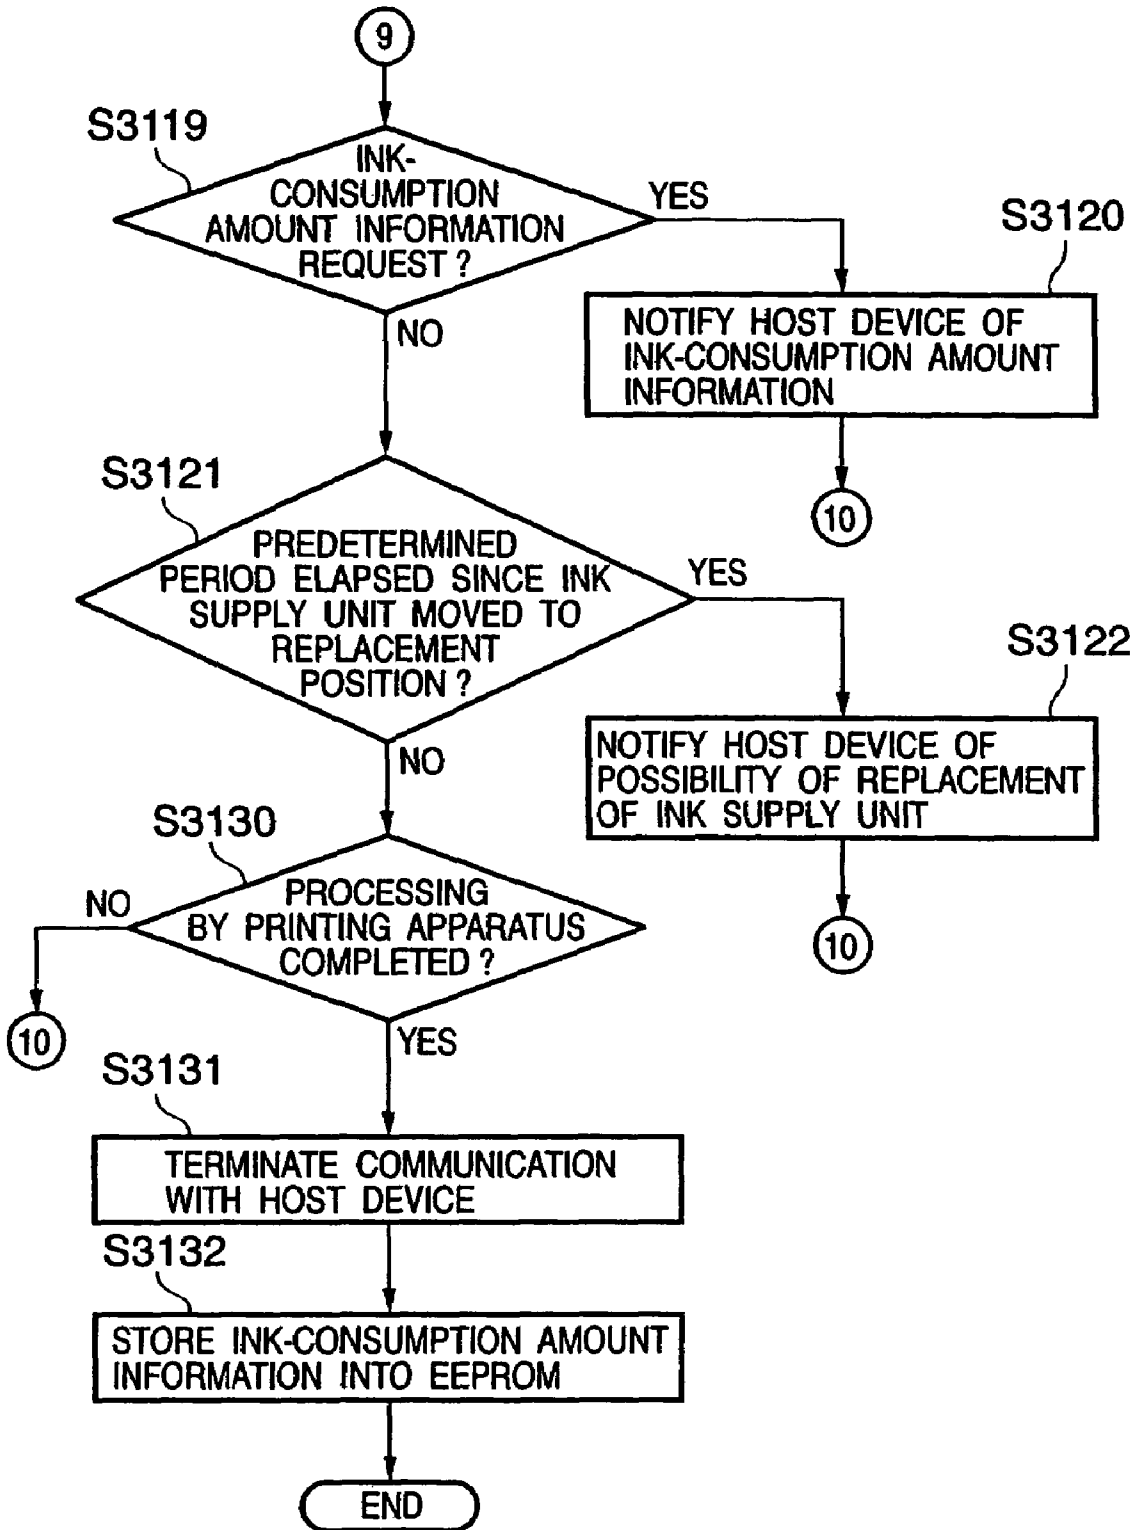 9
S3119
INK-
CONSUMPTION
AMOUNT INFORMATION
REQUEST ?
YES
NO
S3120
NOTIFY HOST DEVICE OF
INK-CONSUMPTION AMOUNT
INFORMATION
10
S3121
PREDETERMINED
PERIOD ELAPSED SINCE INK
SUPPLY UNIT MOVED TO
REPLACEMENT
POSITION ?
YES
NO
S3122
NOTIFY HOST DEVICE OF
POSSIBILITY OF REPLACEMENT
OF INK SUPPLY UNIT
10
S3130
PROCESSING
BY PRINTING APPARATUS
COMPLETED ?
NO
10
YES
S3131
TERMINATE COMMUNICATION
WITH HOST DEVICE
S3132
STORE INK-CONSUMPTION AMOUNT
INFORMATION INTO EEPROM
END